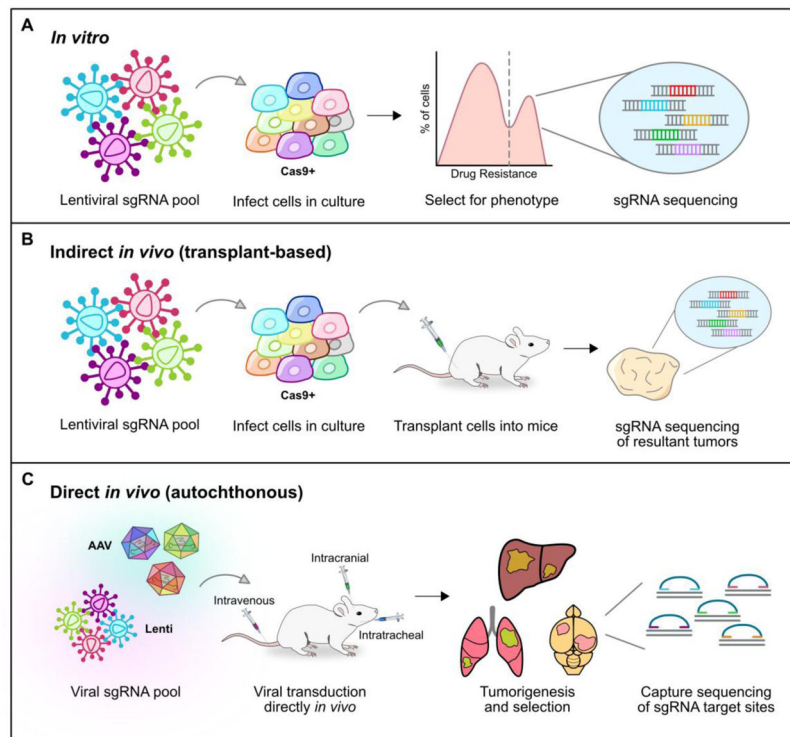 A
In vitro
Cas9+
% of cells
Drug Resistance
Lentiviral sgRNA pool
Infect cells in culture
Select for phenotype
sgRNA sequencing
B
Indirect in vivo (transplant-based)
Cas9+
Lentiviral sgRNA pool
Infect cells in culture
Transplant cells into mice
sgRNA sequencing
of resultant tumors
C
Direct in vivo (autochthonous)
AAV
Lenti
Intracranial
Intravenous
Intratracheal
Viral sgRNA pool
Viral transduction
directly in vivo
Tumorigenesis
and selection
Capture sequencing
of sgRNA target sites